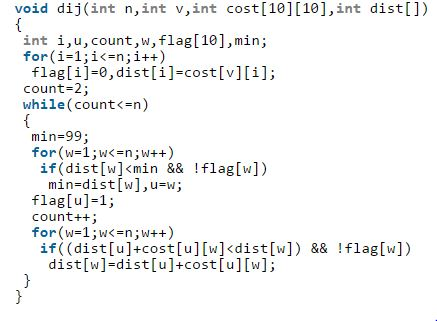 void dij(int n,int v,int cost[10][10],int dist[])
{
 int i,u,count,w,flag[10],min;
 for(i=1;i<=n;i++)
  flag[i]=0,dist[i]=cost[v][i];
 count=2;
 while(count<=n)
 {
  min=99;
  for(w=1;w<=n;w++)
   if(dist[w]<min && !flag[w])
    min=dist[w],u=w;
  flag[u]=1;
  count++;
  for(w=1;w<=n;w++)
   if((dist[u]+cost[u][w]<dist[w]) && !flag[w])
    dist[w]=dist[u]+cost[u][w];
 }
}